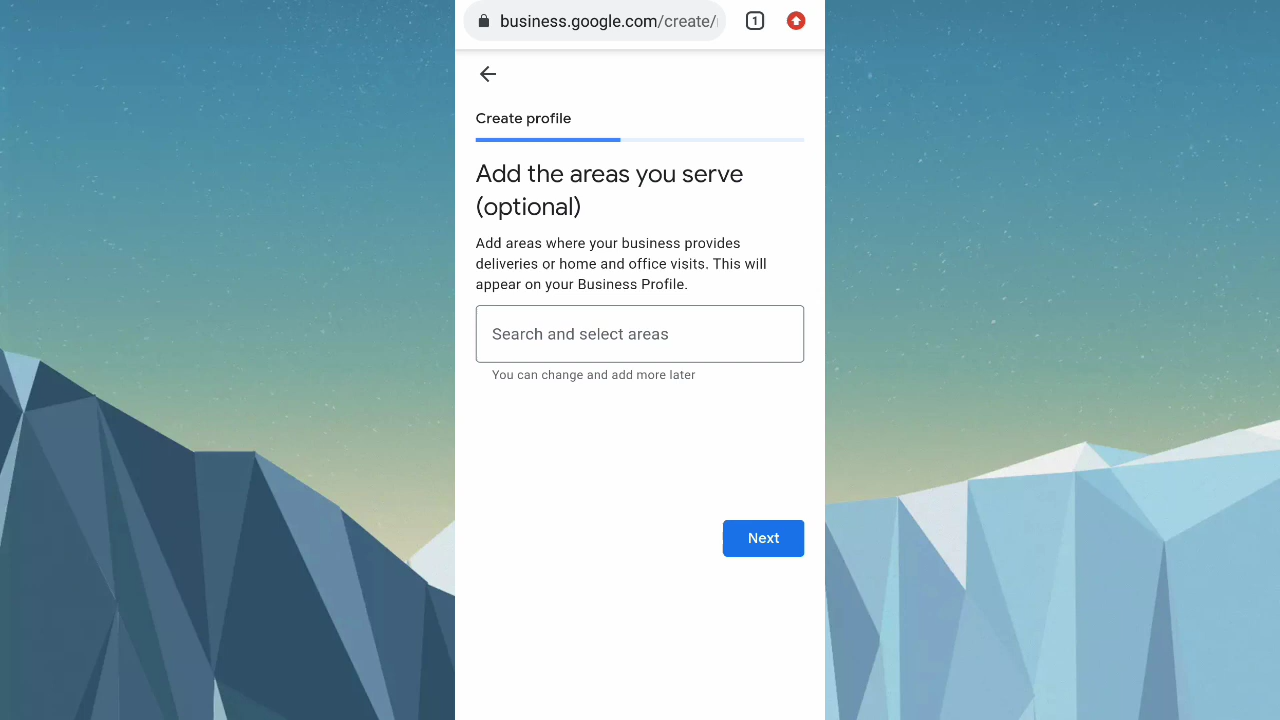 business.google.com/create/
1
Create profile
Add the areas you serve
(optional)
Add areas where your business provides
deliveries or home and office visits. This will
appear on your Business Profile.
Search and select areas
You can change and add more later
Next